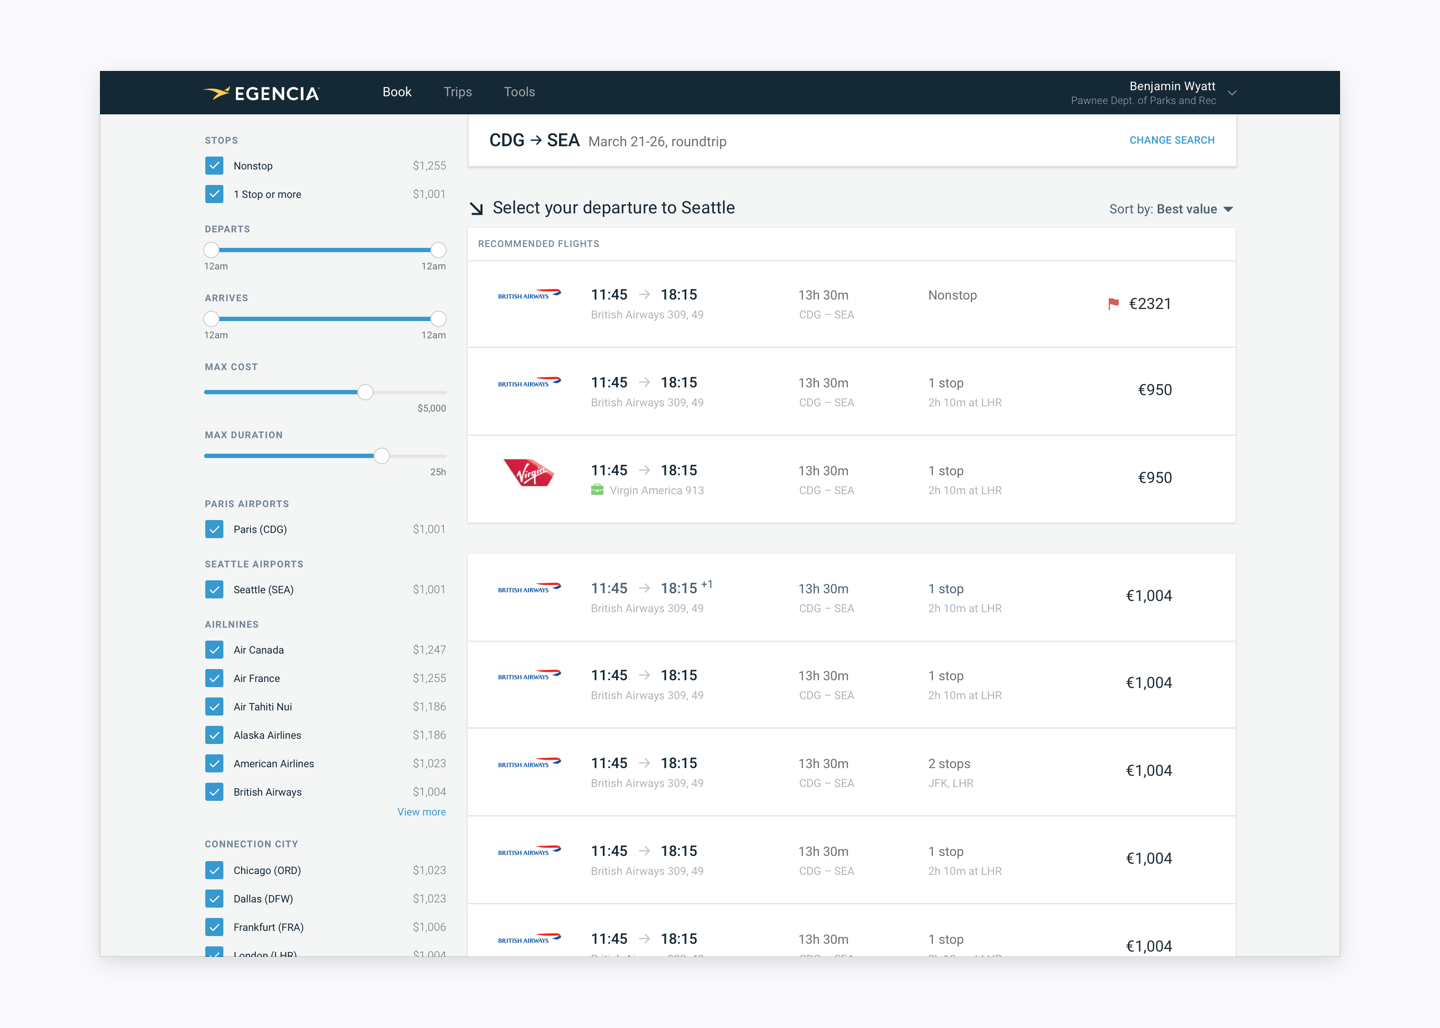 EGENCIA
Book Trips Tools
Benjamin Wyatt
Pawnee Dept. of Parks and Rec
STOPS
Nonstop $1,255
1 Stop or more $1,001
DEPARTS
12am 12am
ARRIVES
12am 12am
MAX COST
$5,000
MAX DURATION
25h
PARIS AIRPORTS
Paris (CDG) $1,001
SEATTLE AIRPORTS
Seattle (SEA) $1,001
AIRLNINES
Air Canada $1,247
Air France $1,255
Air Tahiti Nui $1,186
Alaska Airlines $1,186
American Airlines $1,023
British Airways $1,004
View more
CONNECTION CITY
Chicago (ORD) $1,023
Dallas (DFW) $1,023
Frankfurt (FRA) $1,006
London (LHR) $1,004
CDG → SEA March 21-26, roundtrip
CHANGE SEARCH
Select your departure to Seattle
Sort by: Best value
RECOMMENDED FLIGHTS
BRITISH AIRWAYS 11:45 → 18:15 13h 30m Nonstop €2321
British Airways 309, 49 CDG – SEA
BRITISH AIRWAYS 11:45 → 18:15 13h 30m 1 stop €950
British Airways 309, 49 CDG – SEA 2h 10m at LHR
Virgin 11:45 → 18:15 13h 30m 1 stop €950
Virgin America 913 CDG – SEA 2h 10m at LHR
BRITISH AIRWAYS 11:45 → 18:15 +1 13h 30m 1 stop €1,004
British Airways 309, 49 CDG – SEA 2h 10m at LHR
BRITISH AIRWAYS 11:45 → 18:15 13h 30m 1 stop €1,004
British Airways 309, 49 CDG – SEA 2h 10m at LHR
BRITISH AIRWAYS 11:45 → 18:15 13h 30m 2 stops €1,004
British Airways 309, 49 CDG – SEA JFK, LHR
BRITISH AIRWAYS 11:45 → 18:15 13h 30m 1 stop €1,004
British Airways 309, 49 CDG – SEA 2h 10m at LHR
BRITISH AIRWAYS 11:45 → 18:15 13h 30m 1 stop €1,004